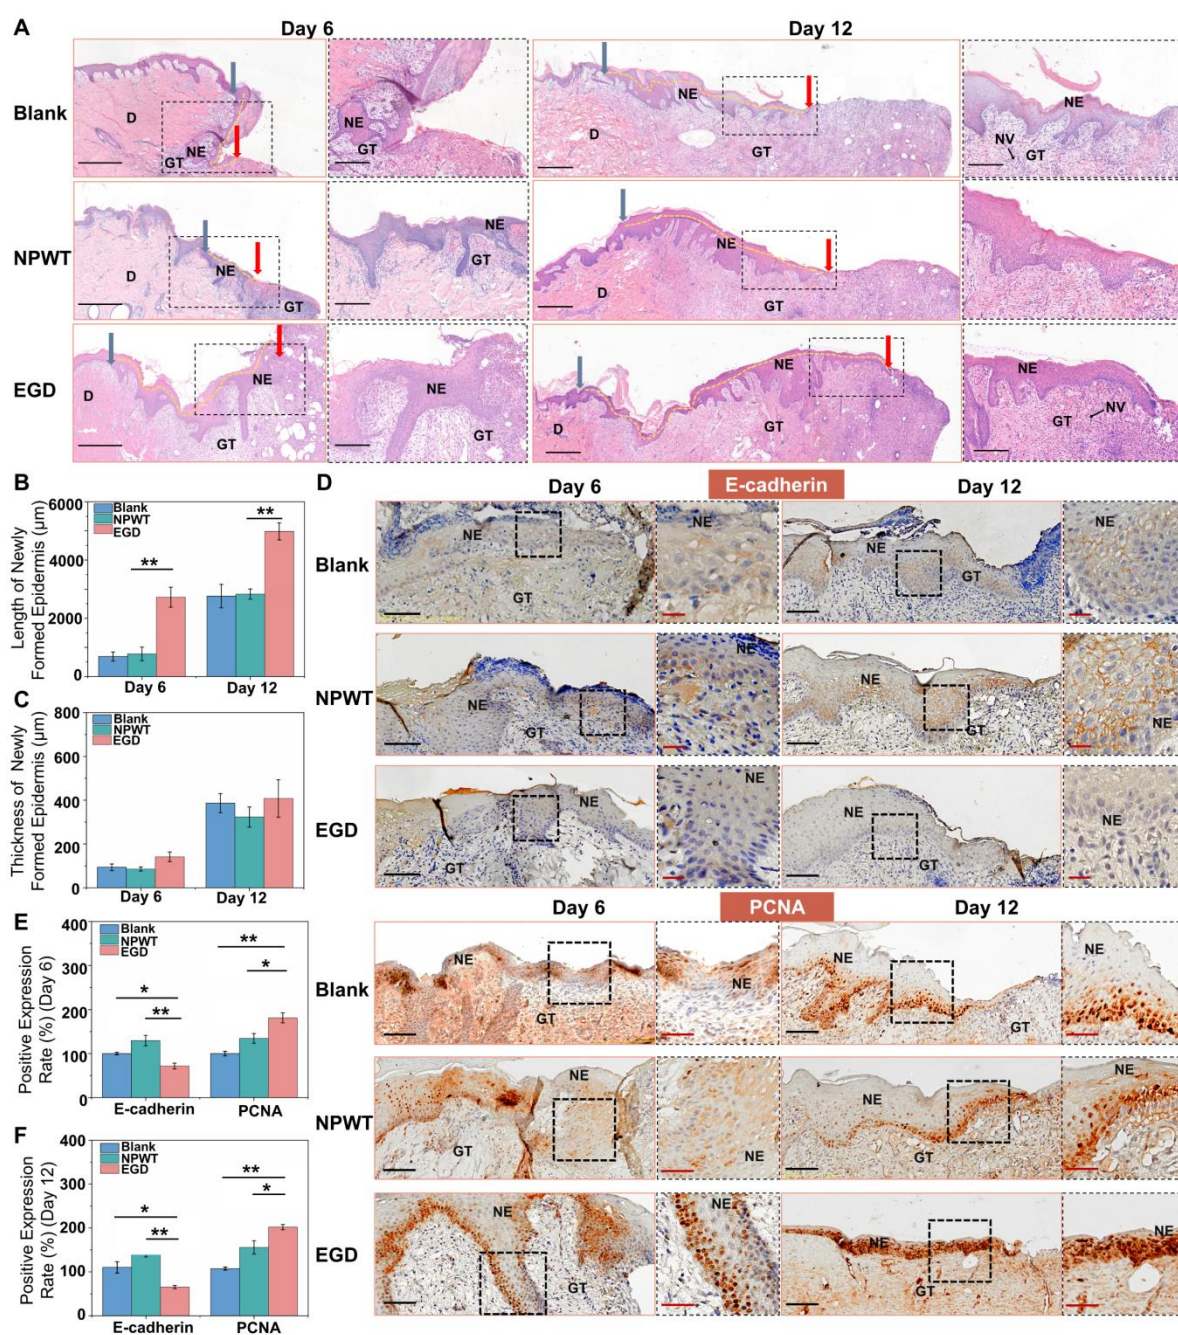 A
Day 6
Day 12
Blank
D
NE
GT
NE
GT
NE
D
GT
NE
NV
GT
NPWT
D
NE
GT
NE
GT
NE
D
GT
EGD
D
NE
GT
NE
GT
NE
D
GT
NE
GT
NV
B
Length of Newly
Formed Epidermis (μm)
6000
4000
2000
0
Blank
NPWT
EGD
**
**
Day 6
Day 12
C
Thickness of Newly
Formed Epidermis (μm)
800
600
400
200
0
Blank
NPWT
EGD
Day 6
Day 12
D
Day 6
E-cadherin
Day 12
Blank
NE
GT
NE
NE
GT
NE
NPWT
NE
GT
NE
NE
GT
NE
EGD
NE
GT
NE
NE
GT
NE
E
Positive Expression
Rate (%) (Day 6)
400
300
200
100
0
Blank
NPWT
EGD
*
**
**
*
E-cadherin
PCNA
F
Positive Expression
Rate (%) (Day 12)
400
300
200
100
0
Blank
NPWT
EGD
*
**
**
*
E-cadherin
PCNA
Day 6
PCNA
Day 12
Blank
NE
GT
NE
NE
GT
NE
NPWT
NE
GT
NE
NE
GT
NE
EGD
NE
GT
NE
NE
GT
NE